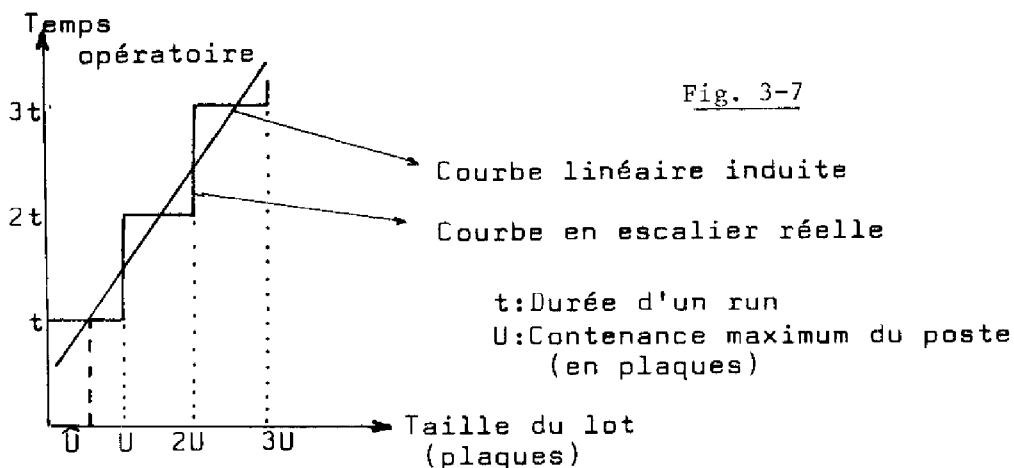 Temps
opératoire
Fig. 3-7
3t
Courbe linéaire induite
2t
Courbe en escalier réelle
t:Durée d'un run
t
U:Contenance maximum du poste
(en plaques)
Û U 2U 3U
Taille du lot
(plaques)